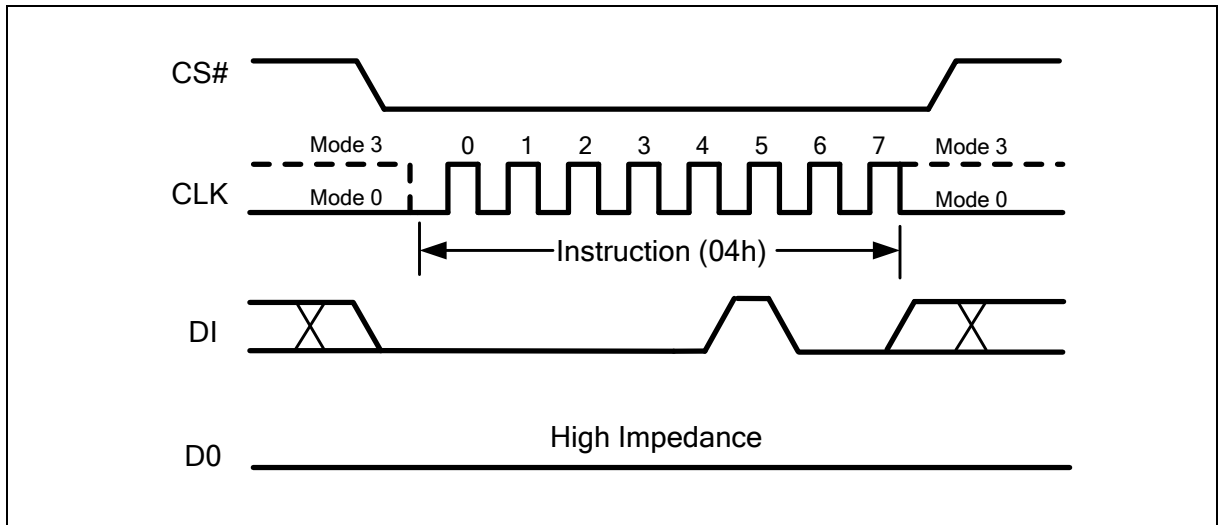 CS#
Mode 3 0 1 2 3 4 5 6 7 Mode 3
CLK
Mode 0 Mode 0
Instruction (04h)
DI
High Impedance
D0